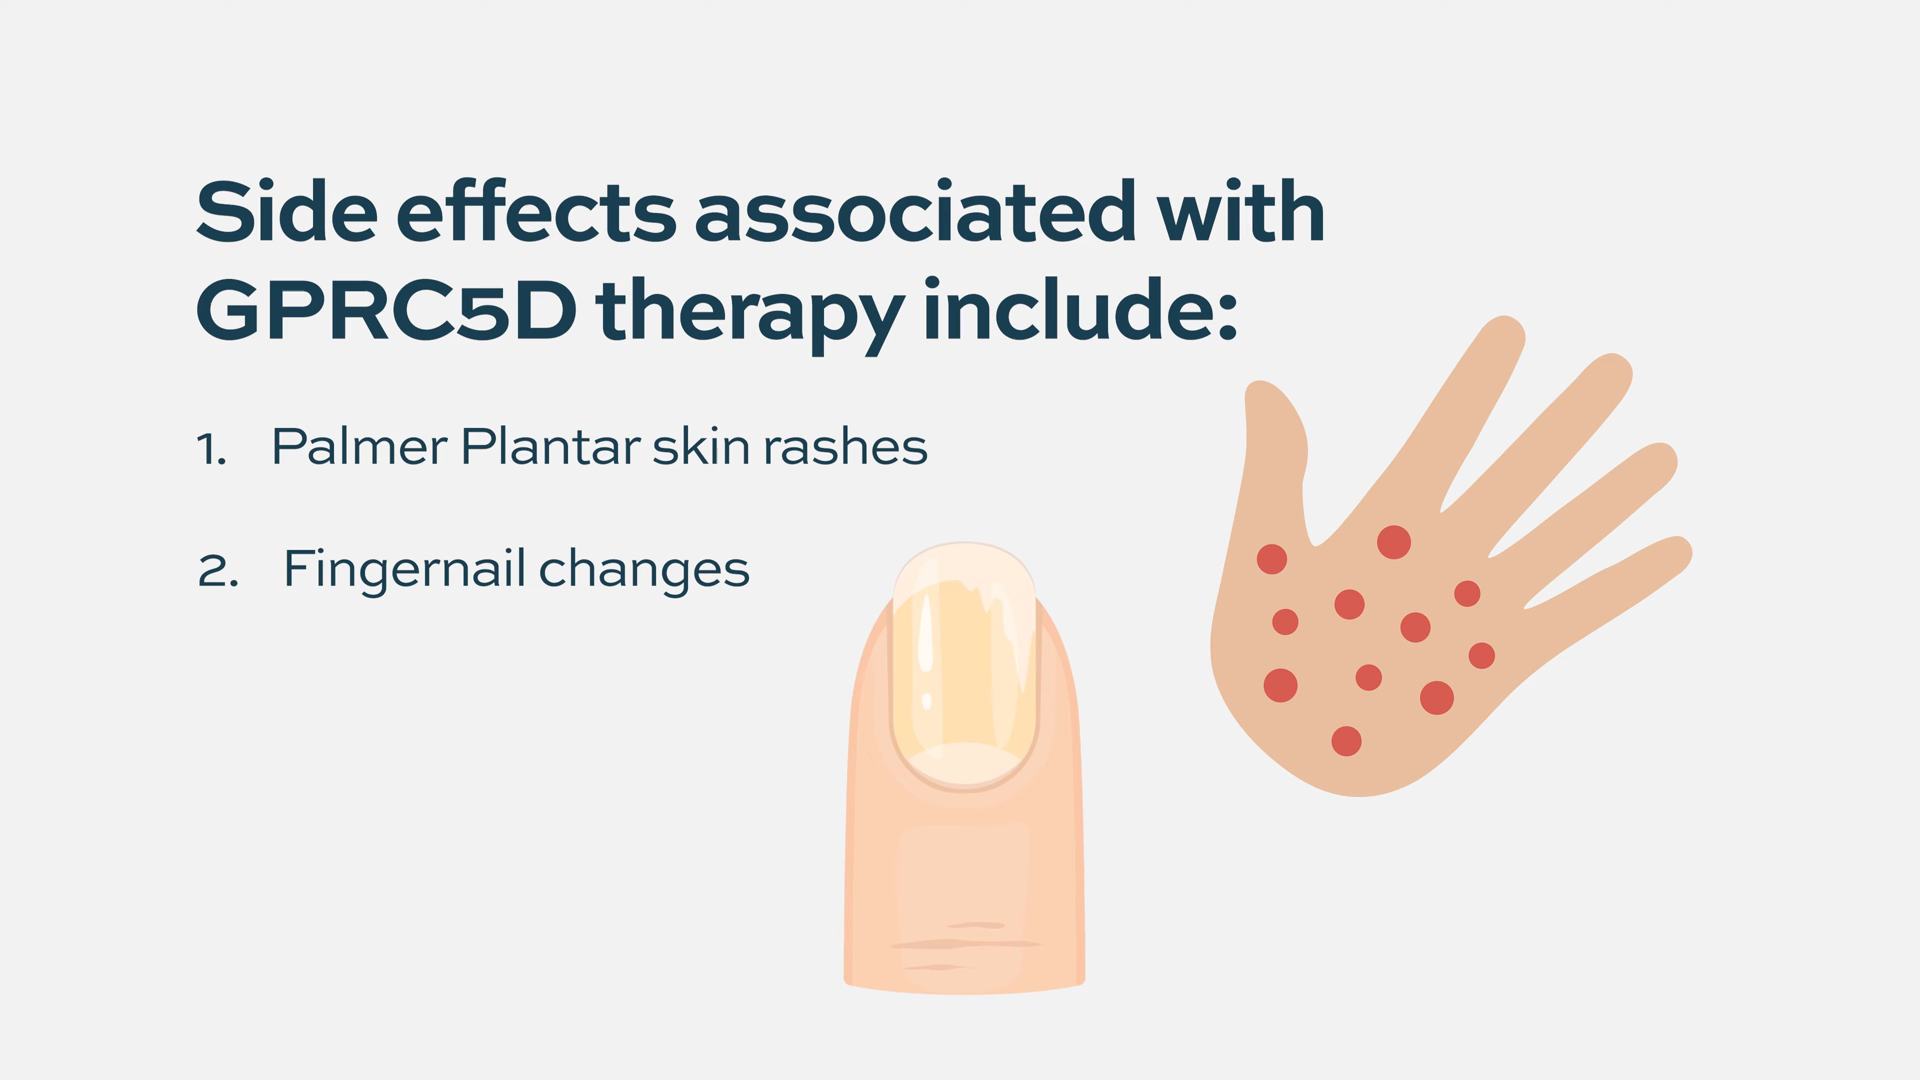 Side effects associated with
GPRC5D therapy include:
1. Palmer Plantar skin rashes
2. Fingernail changes